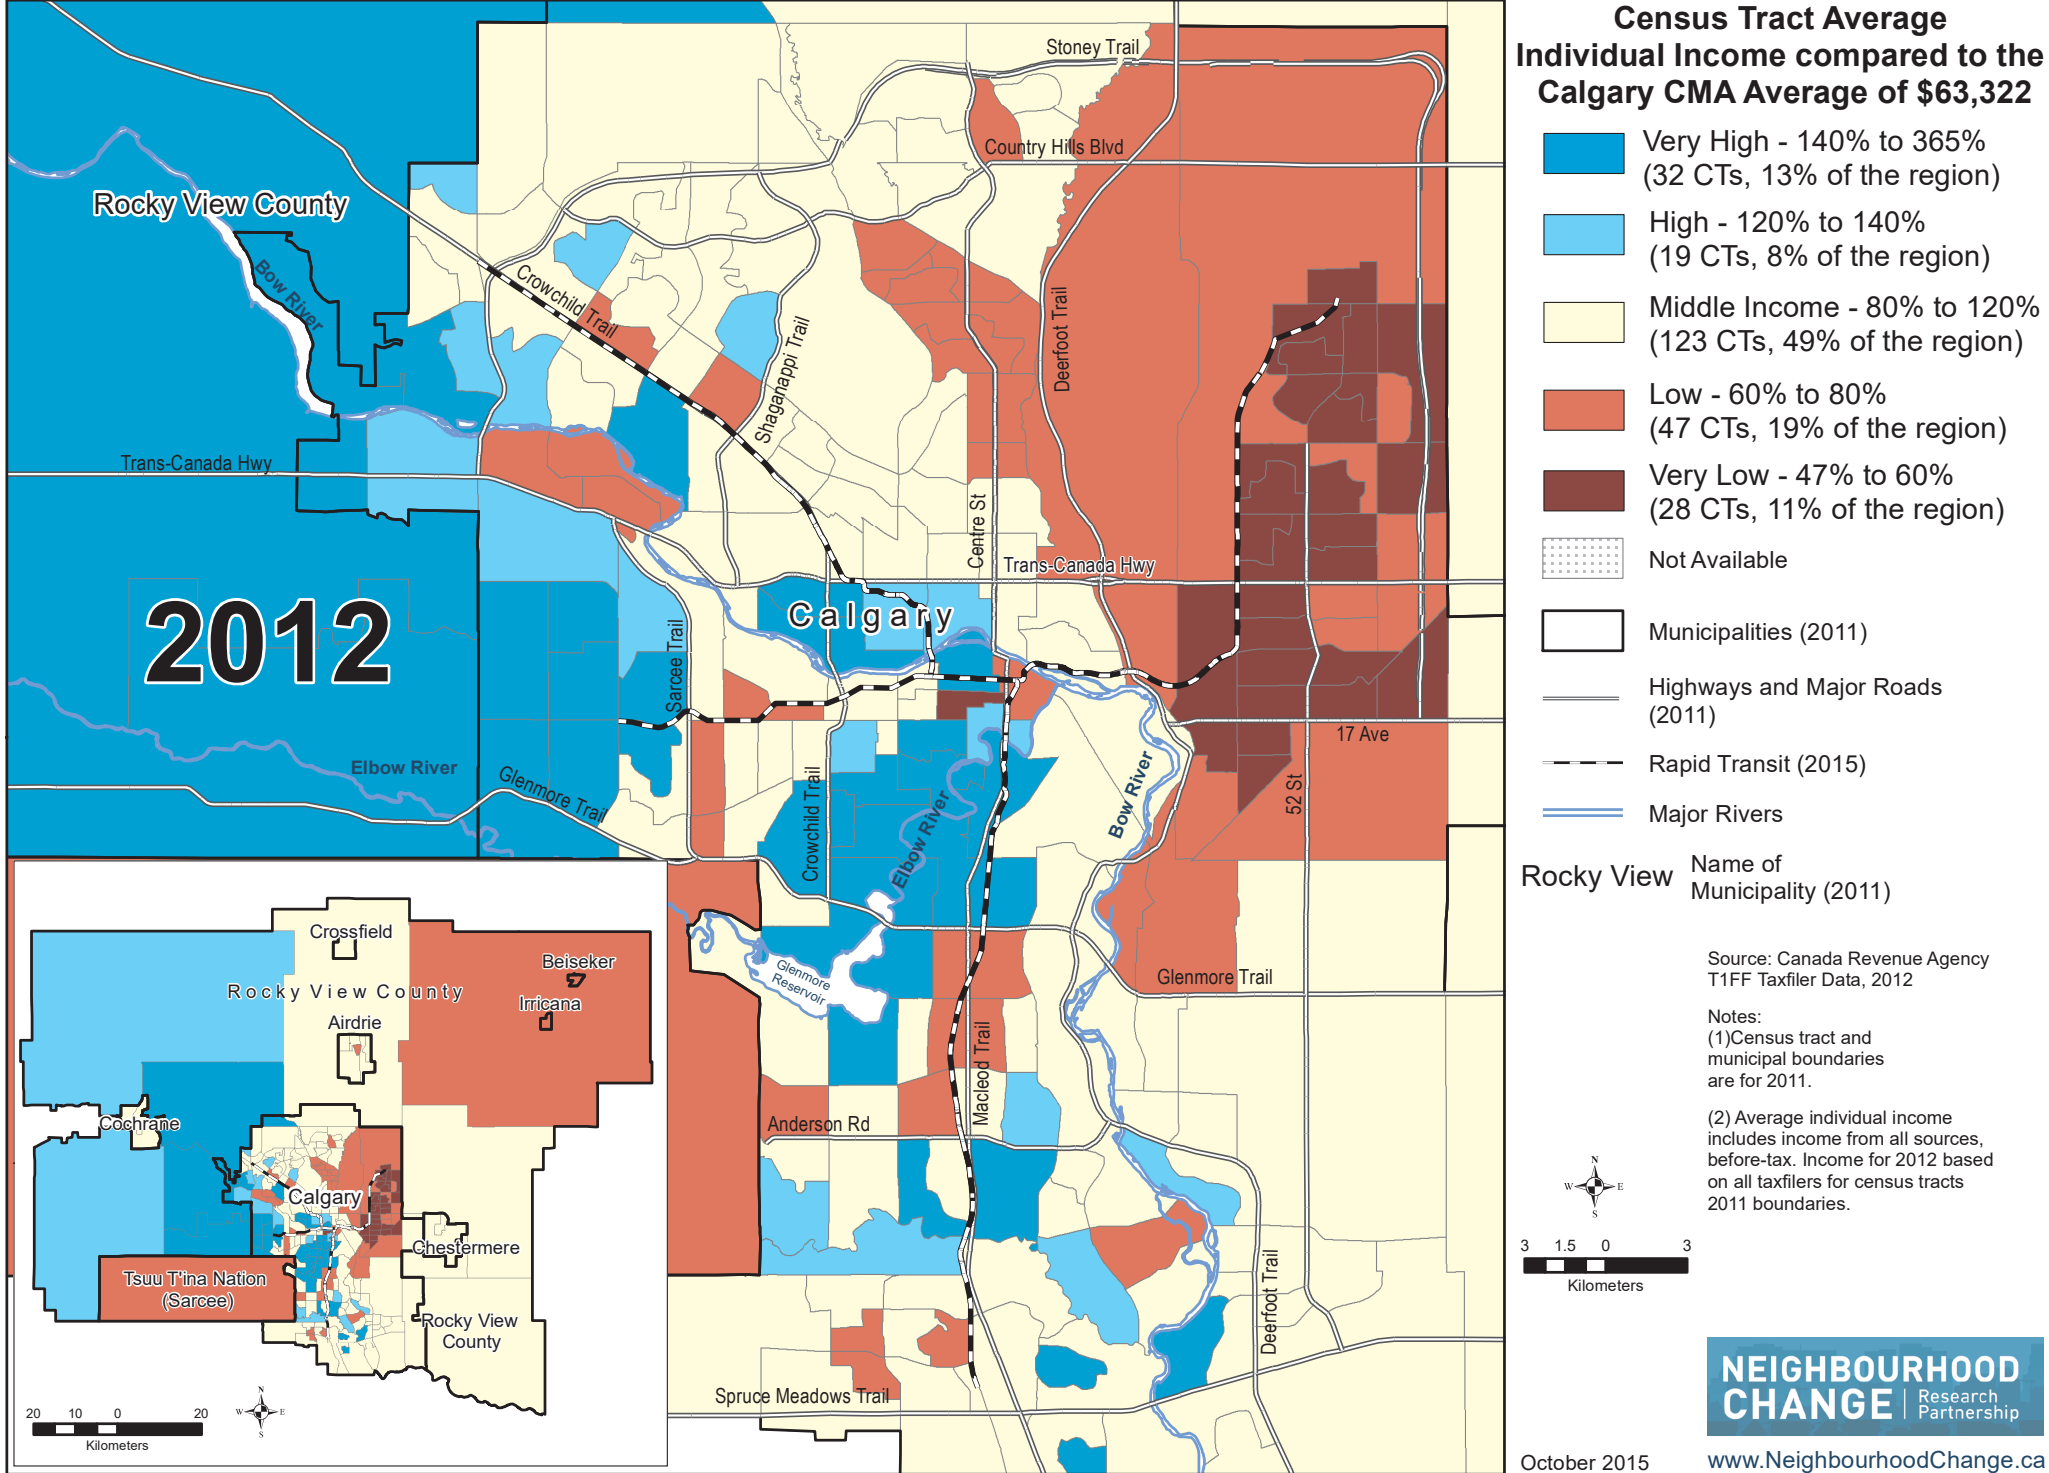 Census Tract Average
Individual Income compared to the
Calgary CMA Average of $63,322
Very High - 140% to 365%
(32 CTs, 13% of the region)
High - 120% to 140%
(19 CTs, 8% of the region)
Middle Income - 80% to 120%
(123 CTs, 49% of the region)
Low - 60% to 80%
(47 CTs, 19% of the region)
Very Low - 47% to 60%
(28 CTs, 11% of the region)
Not Available
Municipalities (2011)
Highways and Major Roads
(2011)
Rapid Transit (2015)
Major Rivers
Rocky View
Name of
Municipality (2011)
Source: Canada Revenue Agency
T1FF Taxfiler Data, 2012
Notes:
(1)Census tract and
municipal boundaries
are for 2011.
(2) Average individual income
includes income from all sources,
before-tax. Income for 2012 based
on all taxfilers for census tracts
2011 boundaries.
N
W E
S
3 1.5 0 3
Kilometers
NEIGHBOURHOOD
CHANGE
Research
Partnership
October 2015
www.NeighbourhoodChange.ca
Stoney Trail
Country Hills Blvd
Rocky View County
Bow River
Crowchild Trail
Shaganappi Trail
Deerfoot Trail
Trans-Canada Hwy
Centre St
Trans-Canada Hwy
2012
Calgary
Sarcee Trail
17 Ave
Elbow River
Glenmore Trail
Crowchild Trail
Elbow River
Bow River
52 St
Glenmore
Reservoir
Glenmore Trail
Macleod Trail
Anderson Rd
Deerfoot Trail
Spruce Meadows Trail
Crossfield
Beiseker
Rocky View County
Irricana
Airdrie
Cochrane
Calgary
Chestermere
Tsuu T'ina Nation
(Sarcee)
Rocky View
County
N
W E
S
20 10 0 20
Kilometers